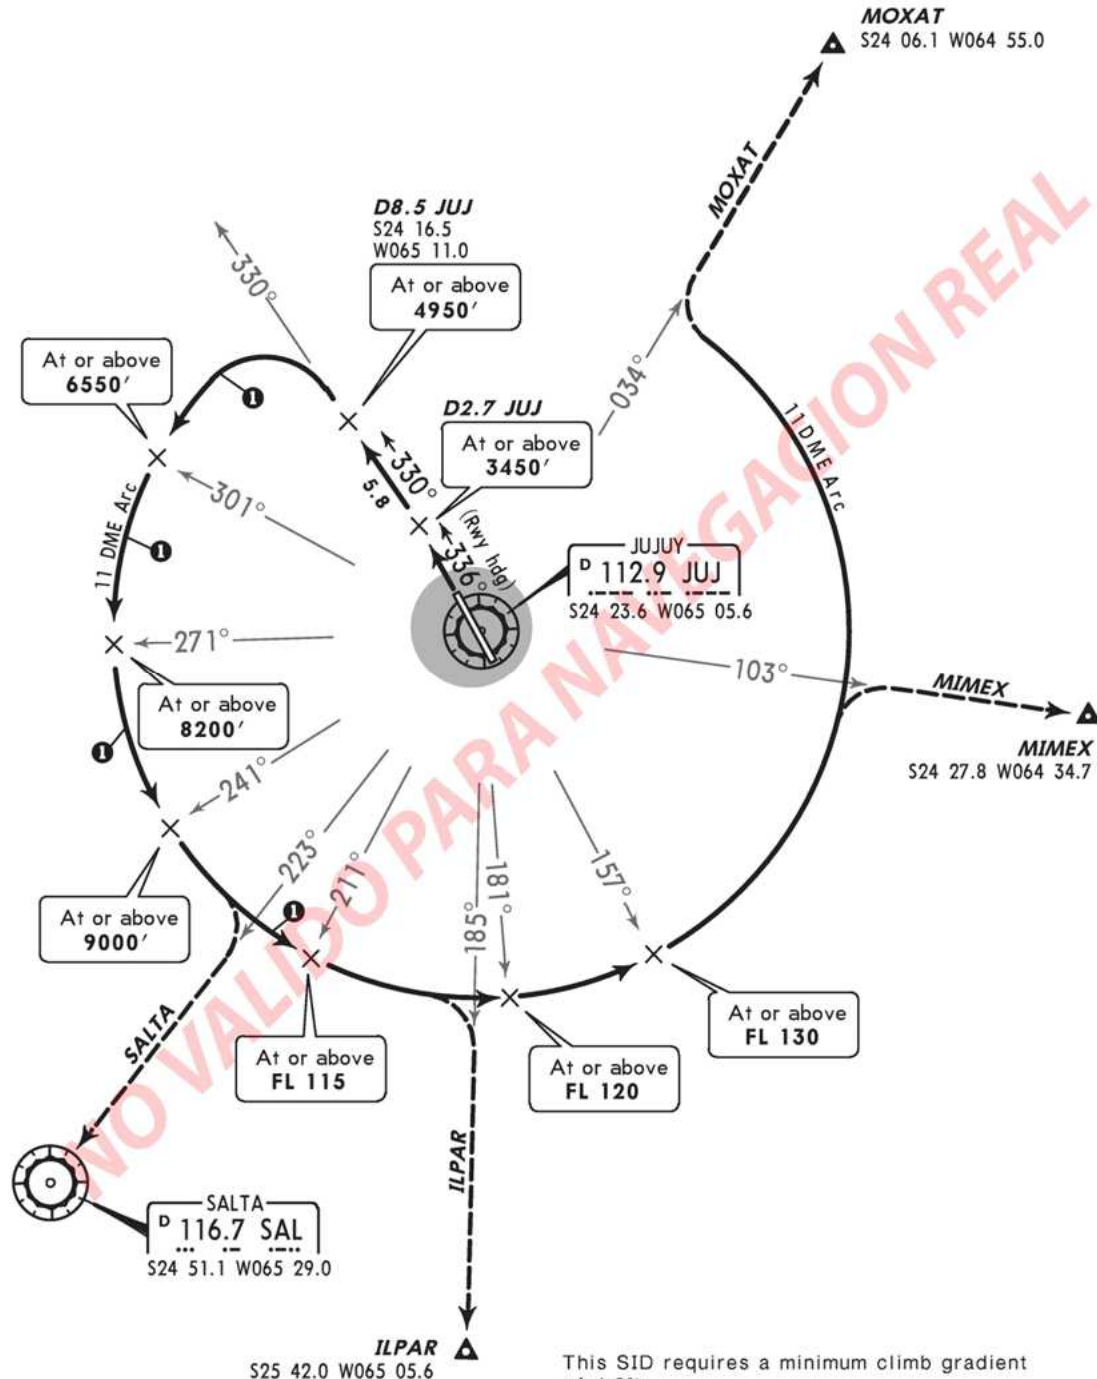 MOXAT
S24 06.1 W064 55.0
MOXAT
D8.5 JUJ
S24 16.5
W065 11.0
At or above
4950'
330°
At or above
6550'
1
D2.7 JUJ
At or above
3450'
034°
11 DME Arc
330°
5.8
301°
11 DME Arc
1
336°
(Rwy hdg)
JUJUY
D 112.9 JUJ
S24 23.6 W065 05.6
271°
103°
MIMEX
MIMEX
S24 27.8 W064 34.7
At or above
8200'
1
241°
223°
211°
181°
185°
157°
At or above
9000'
1
SALTA
At or above
FL 115
At or above
FL 120
At or above
FL 130
ILPAR
SALTA
D 116.7 SAL
S24 51.1 W065 29.0
ILPAR
S25 42.0 W065 05.6
This SID requires a minimum climb gradient
NO VALIDO PARA NAVEGACION REAL